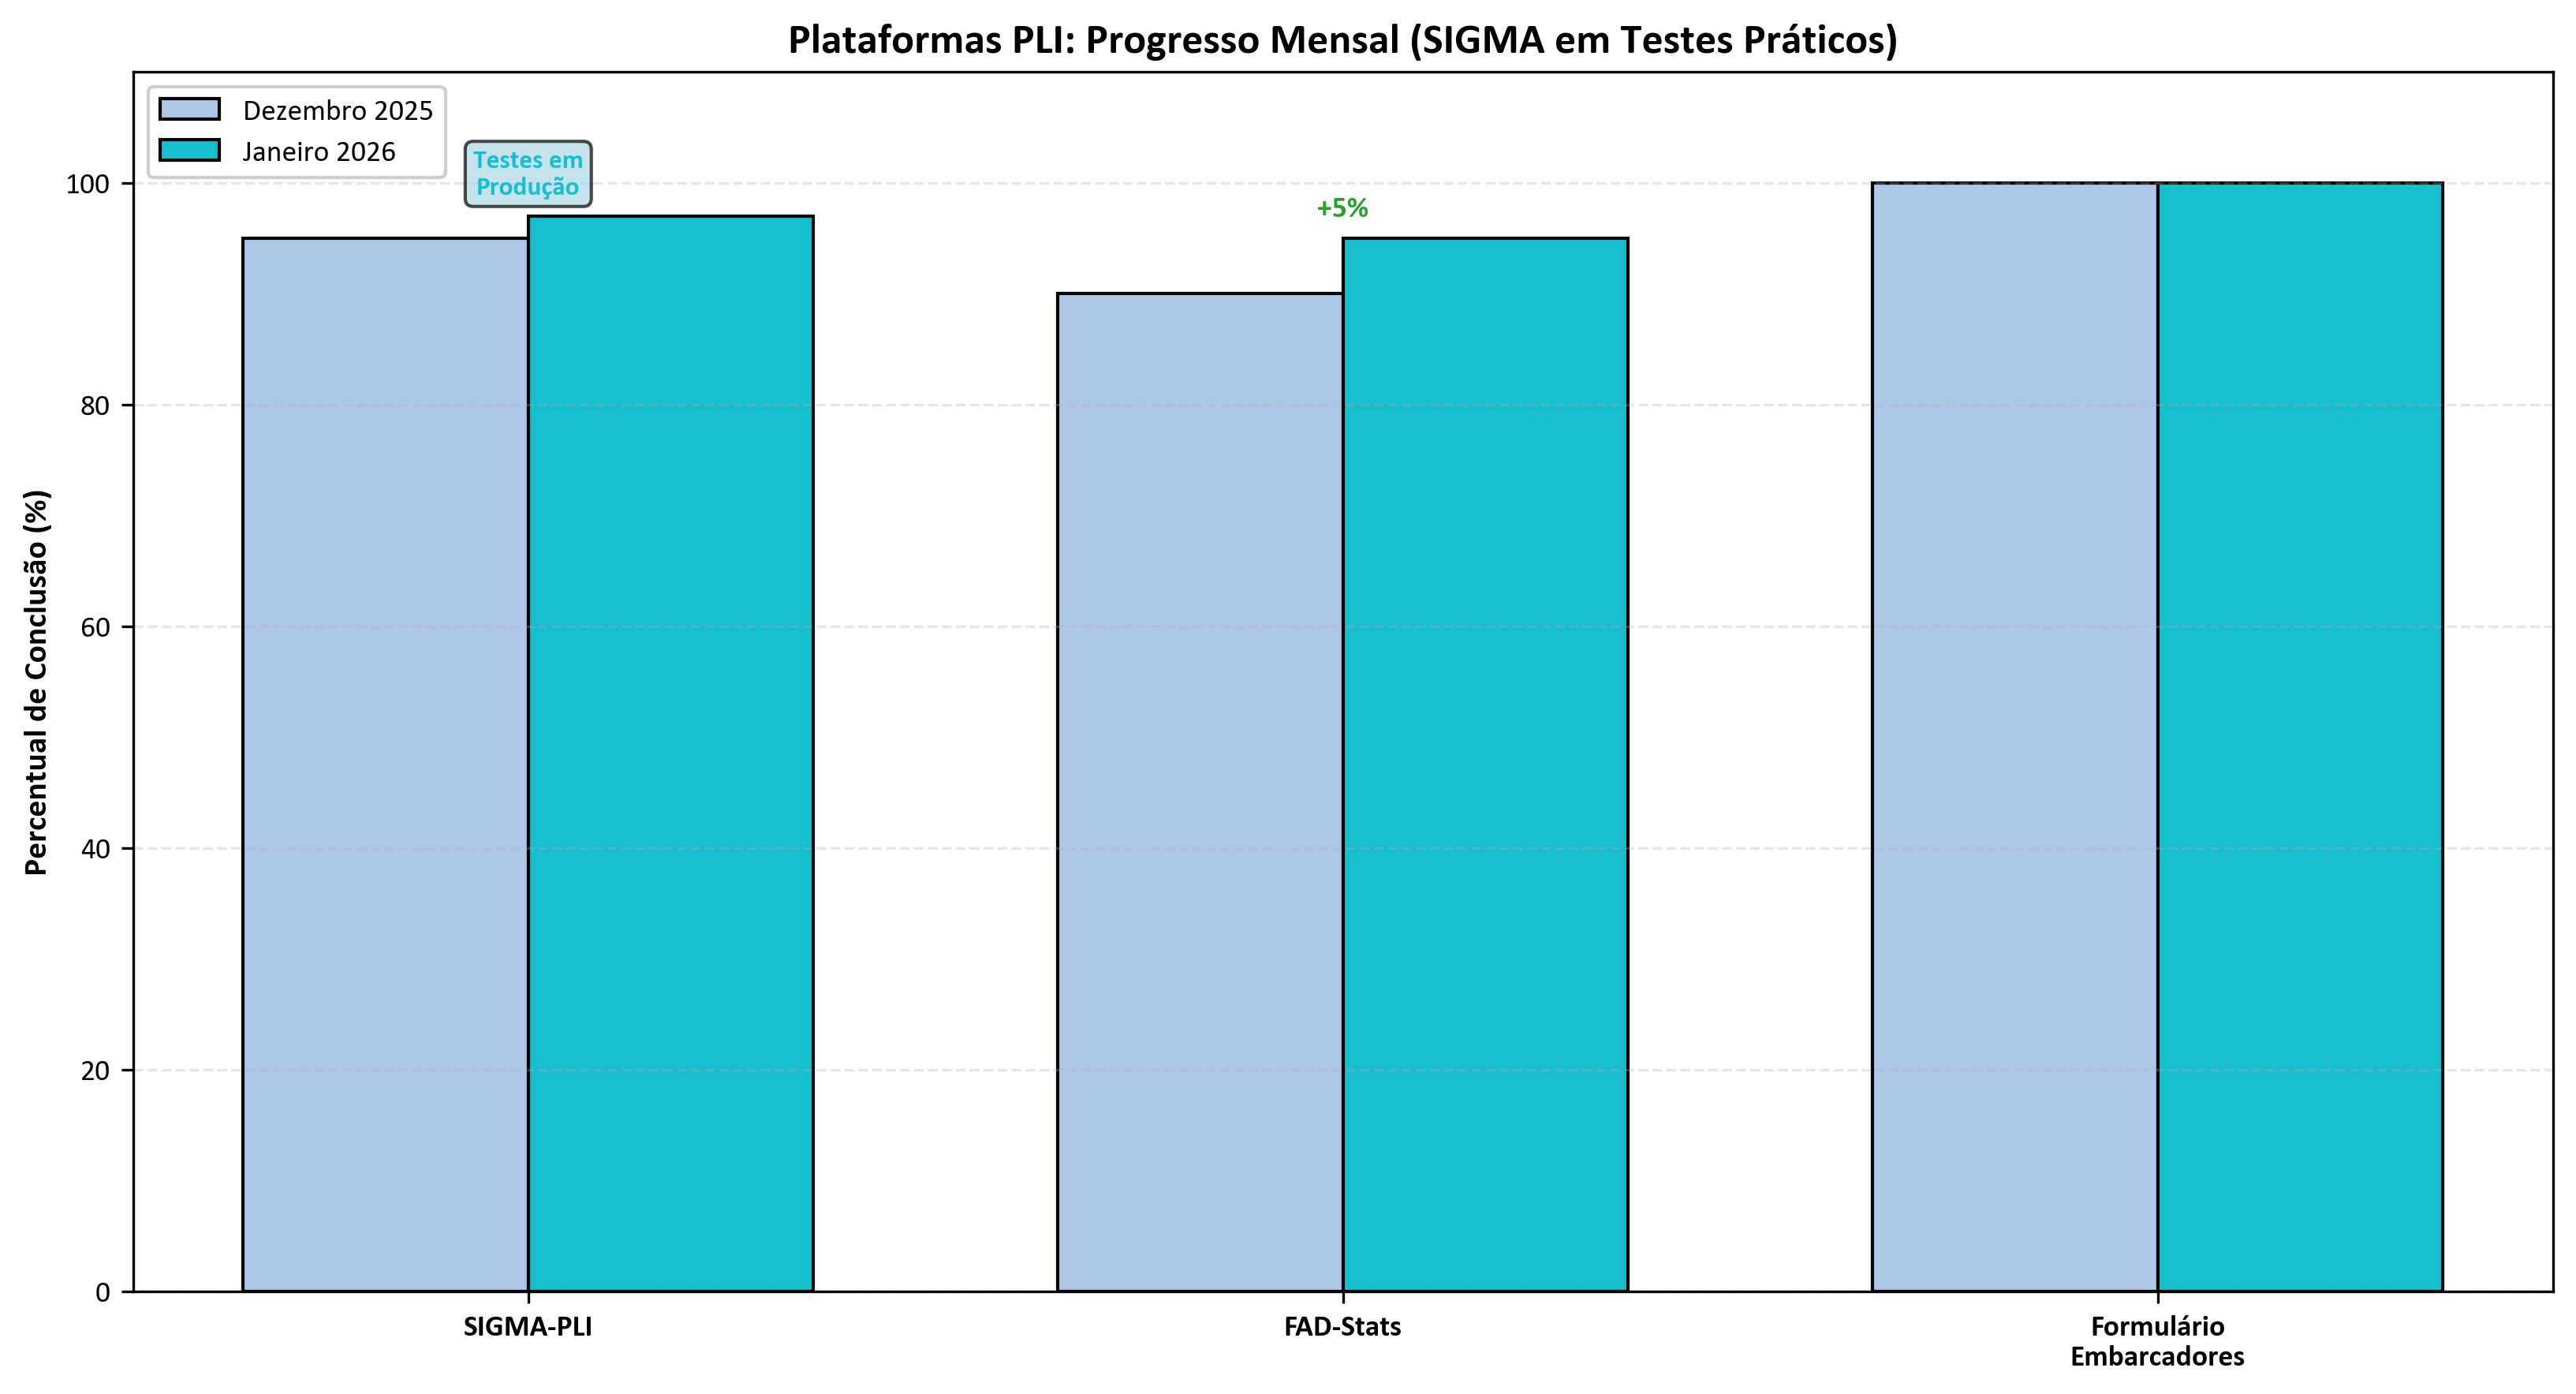 Plataformas PLI: Progresso Mensal (SIGMA em Testes Práticos)
Dezembro 2025
Janeiro 2026
Testes em
Produção
+5%
Percentual de Conclusão (%)
100
80
60
40
20
0
SIGMA-PLI
FAD-Stats
Formulário
Embarcadores